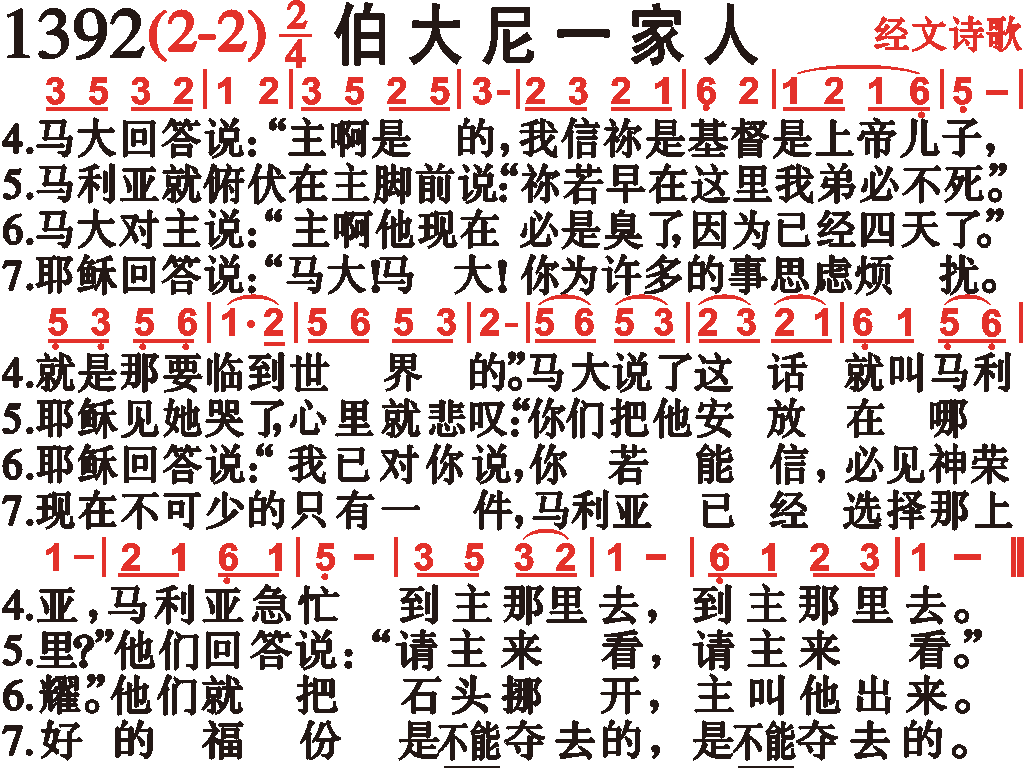 1392(2-2) 2/4 伯大尼一家人 经文诗歌
3 5 3 2|1 2|3 5 2 5|3-|2 3 2 1|6 2|1 2 1 6|5 -|
4.马大回答说:“主啊是 的,我信祢是基督是上帝儿子,
5.马利亚就俯伏在主脚前说:“祢若早在这里我弟必不死。”
6.马大对主说:“主啊他现在 必是臭了,因为已经四天了。”
7.耶稣回答说:“马大!马 大!你为许多的事思虑烦 扰。
5 3 5 6|1·2|5 6 5 3|2-|5 6 5 3|2 3 2 1|6 1 5 6|
4.就是那要临到世 界 的。”马大说了这 话 就叫马利
5.耶稣见她哭了,心里就悲叹:“你们把他安 放 在 哪
6.耶稣回答说:“我已对你说,你 若 能 信,必见神荣
7.现在不可少的只有一 件,马利亚 已 经 选择那上
1 -|2 1 6 1|5 -|3 5 3 2|1 -|6 1 2 3|1 -‖
4.亚,马利亚急忙 到主那里去,到主那里去。
5.里?”他们回答说:“请主来 看,请主来 看。”
6.耀。”他们就 把 石头挪 开,主叫他出来。
7.好 的 福 份 是不能夺去的,是不能夺去的。